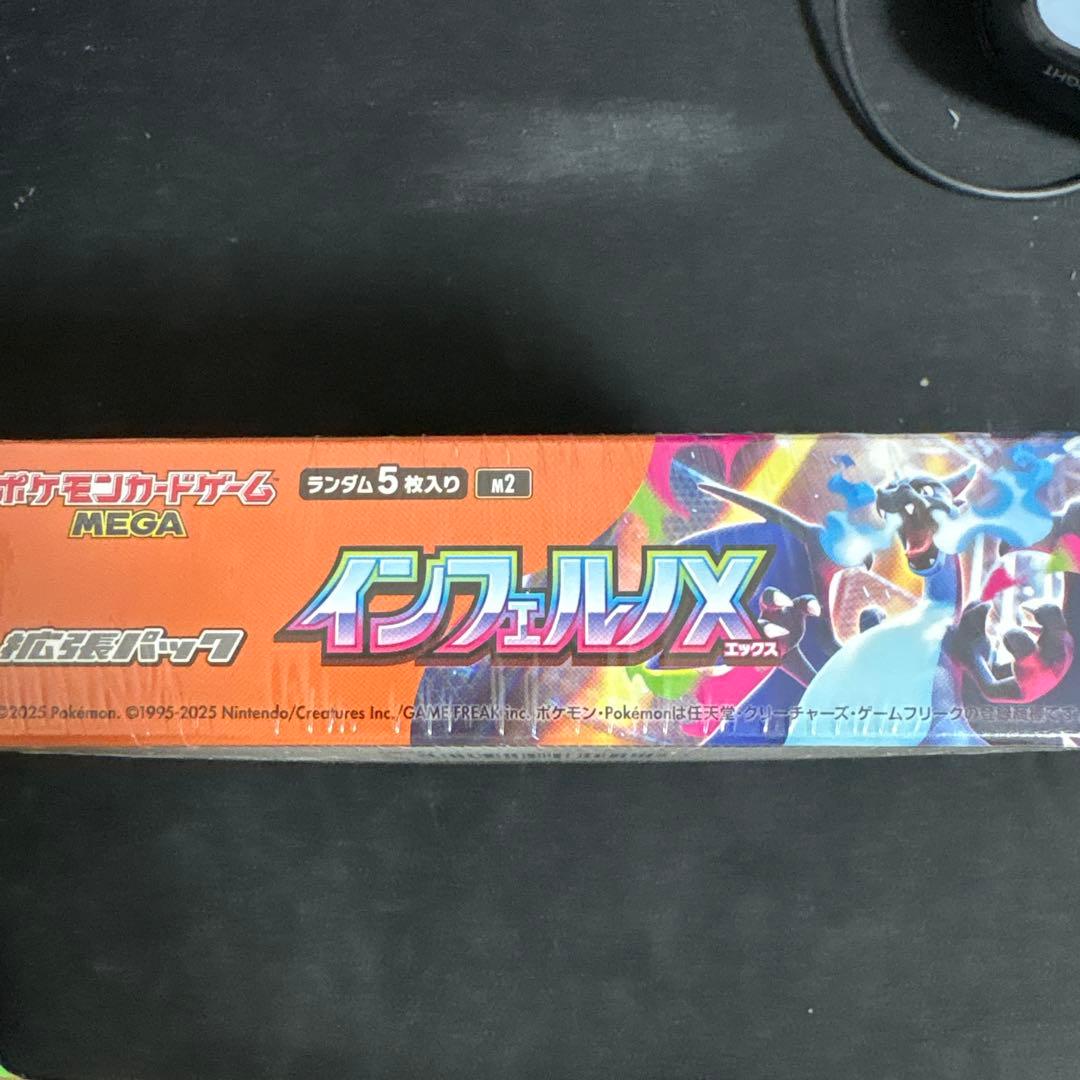 ポケモンカードゲーム
MEGA
ランダム5枚入り
M2
インフェルノX
エックス
拡張パック
©2025 Pokémon. ©1995-2025 Nintendo/Creatures Inc./GAME FREAK inc. ポケモン・Pokémonは任天堂・クリーチャーズ・ゲームフリークの登録商標です